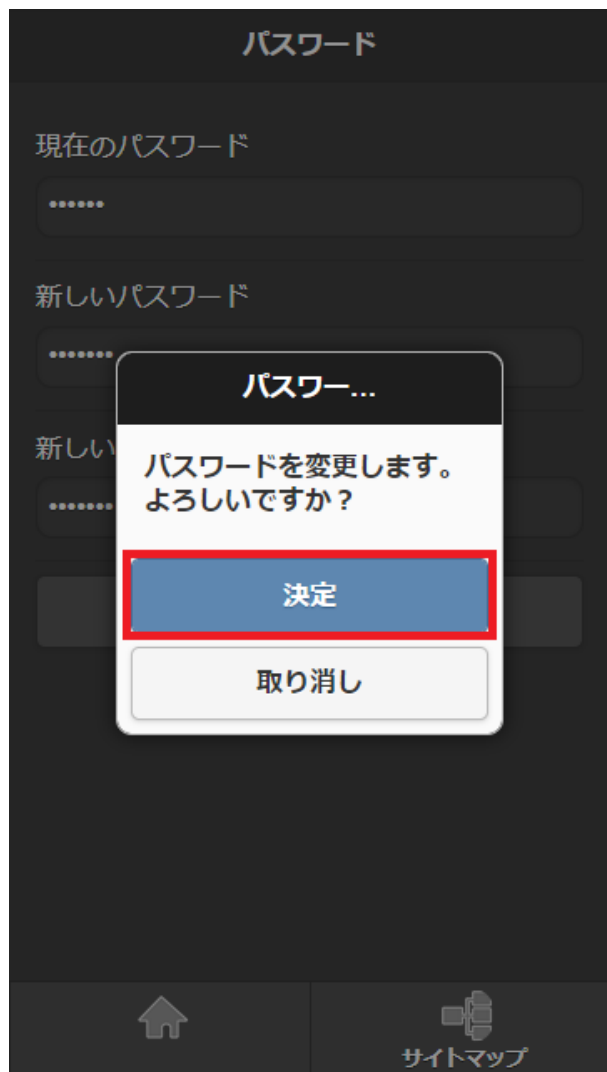 パスワード
現在のパスワード
••••••
新しいパスワード
•••••••
新しい
•••••••
パスワー...
パスワードを変更します。
よろしいですか？
決定
取り消し
サイトマップ